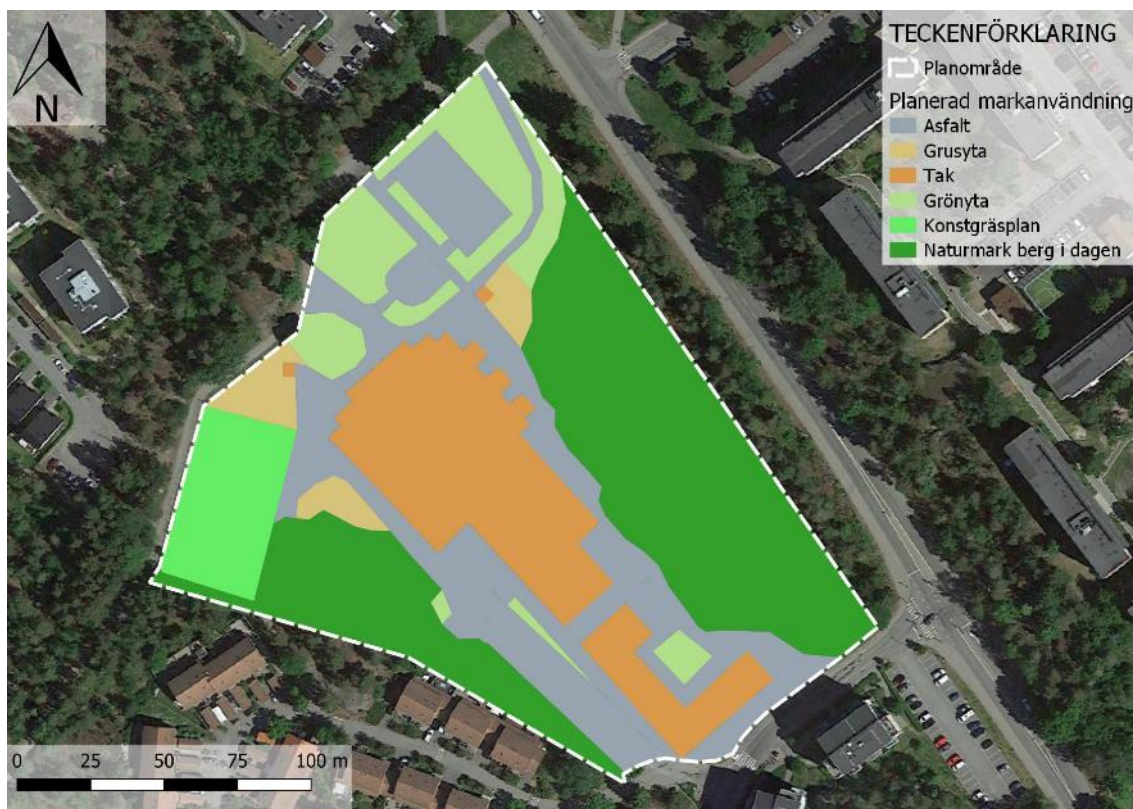 N
TECKENFÖRKLARING
Planområde
Planerad markanvändning
Asfalt
Grusyta
Tak
Grönyta
Konstgräsplan
Naturmark berg i dagen
0 25 50 75 100 m